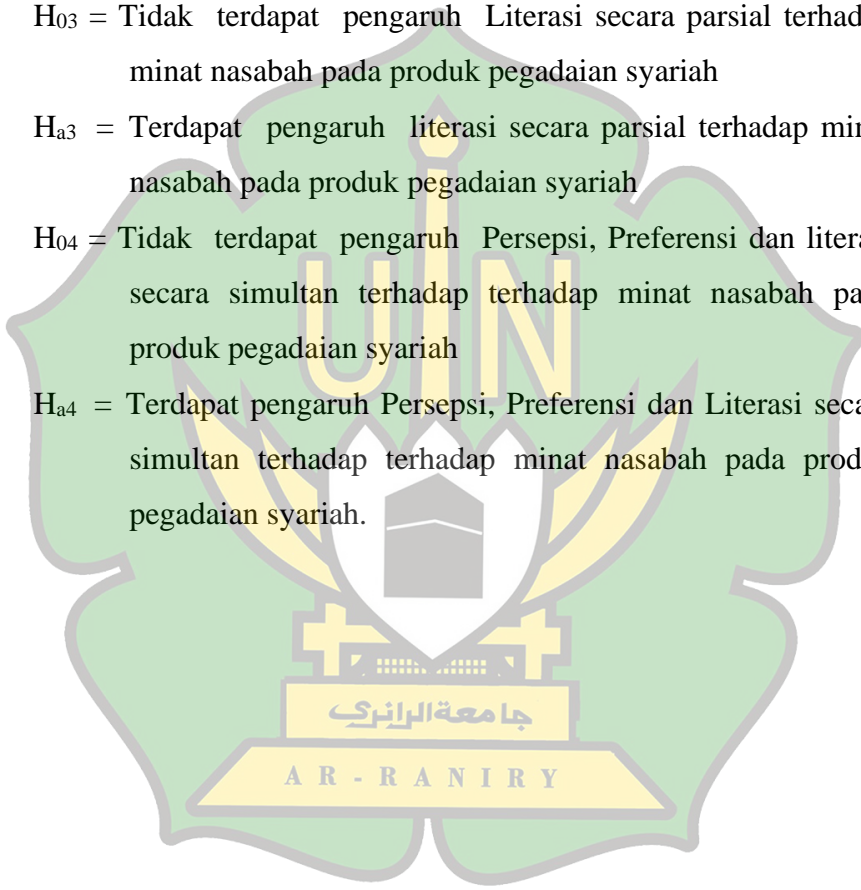 H03 = Tidak terdapat pengaruh Literasi secara parsial terhad
minat nasabah pada produk pegadaian syariah
Ha3 = Terdapat pengaruh literasi secara parsial terhadap min
nasabah pada produk pegadaian syariah
H04 = Tidak terdapat pengaruh Persepsi, Preferensi dan litera
secara simultan terhadap terhadap minat nasabah pa
produk pegadaian syariah
Ha4 = Terdapat pengaruh Persepsi, Preferensi dan Literasi seca
simultan terhadap terhadap minat nasabah pada prod
pegadaian syariah.
UIN
جامعة الرانري
AR-RANIRY